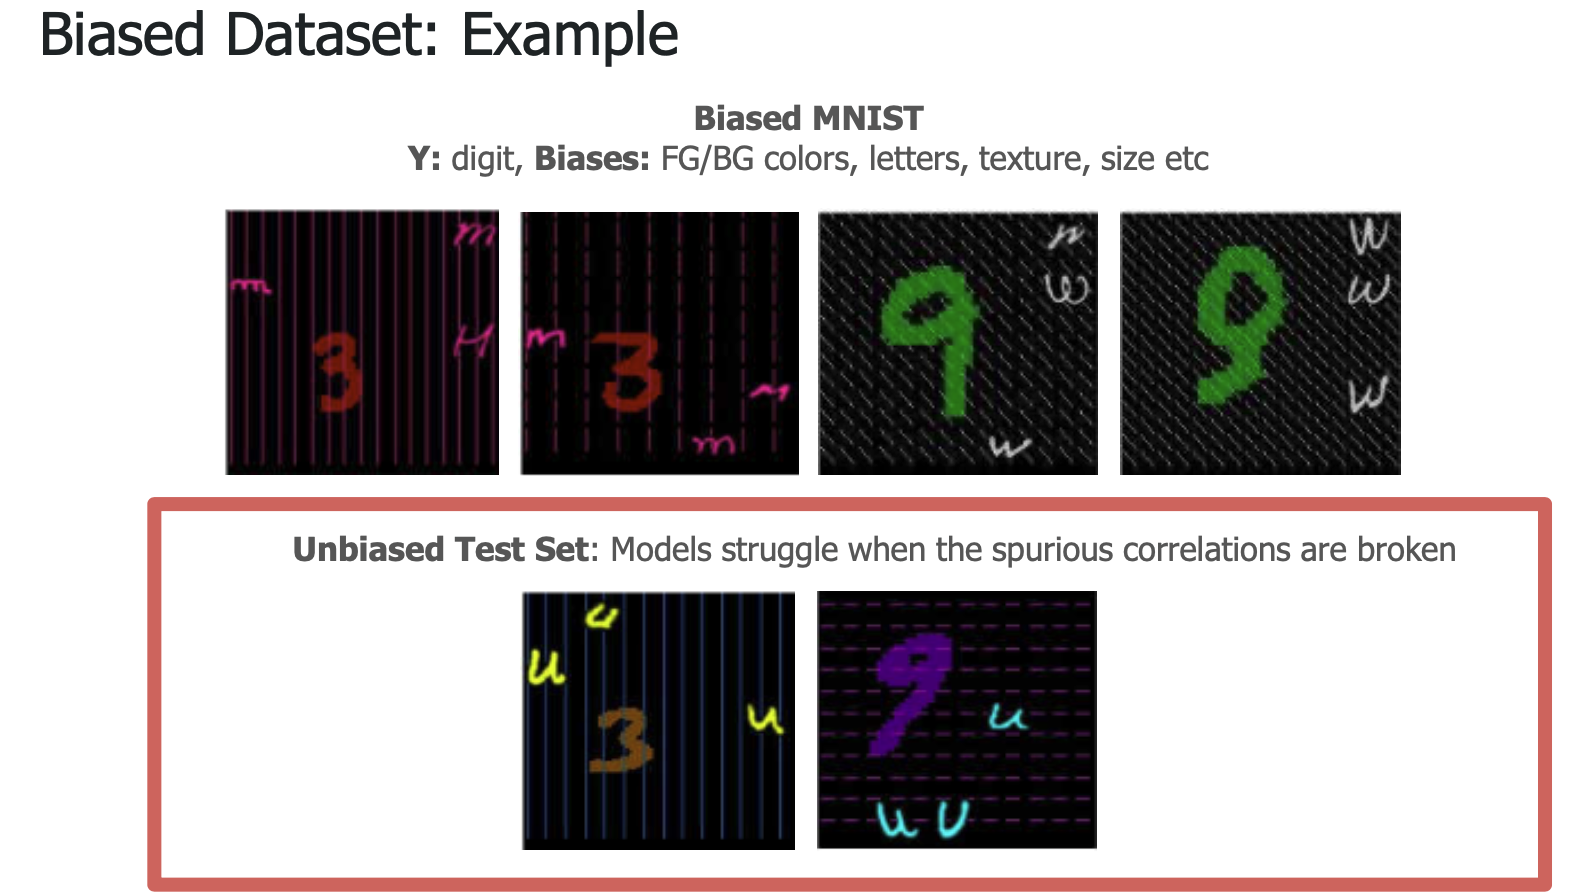 Biased Dataset: Example
Biased MNIST
Y: digit, Biases: FG/BG colors, letters, texture, size etc
m
m
H
3
m
3
m
n
w
9
w
W
w
9
W
Unbiased Test Set: Models struggle when the spurious correlations are broken
u
u
u
3
9
u
u U